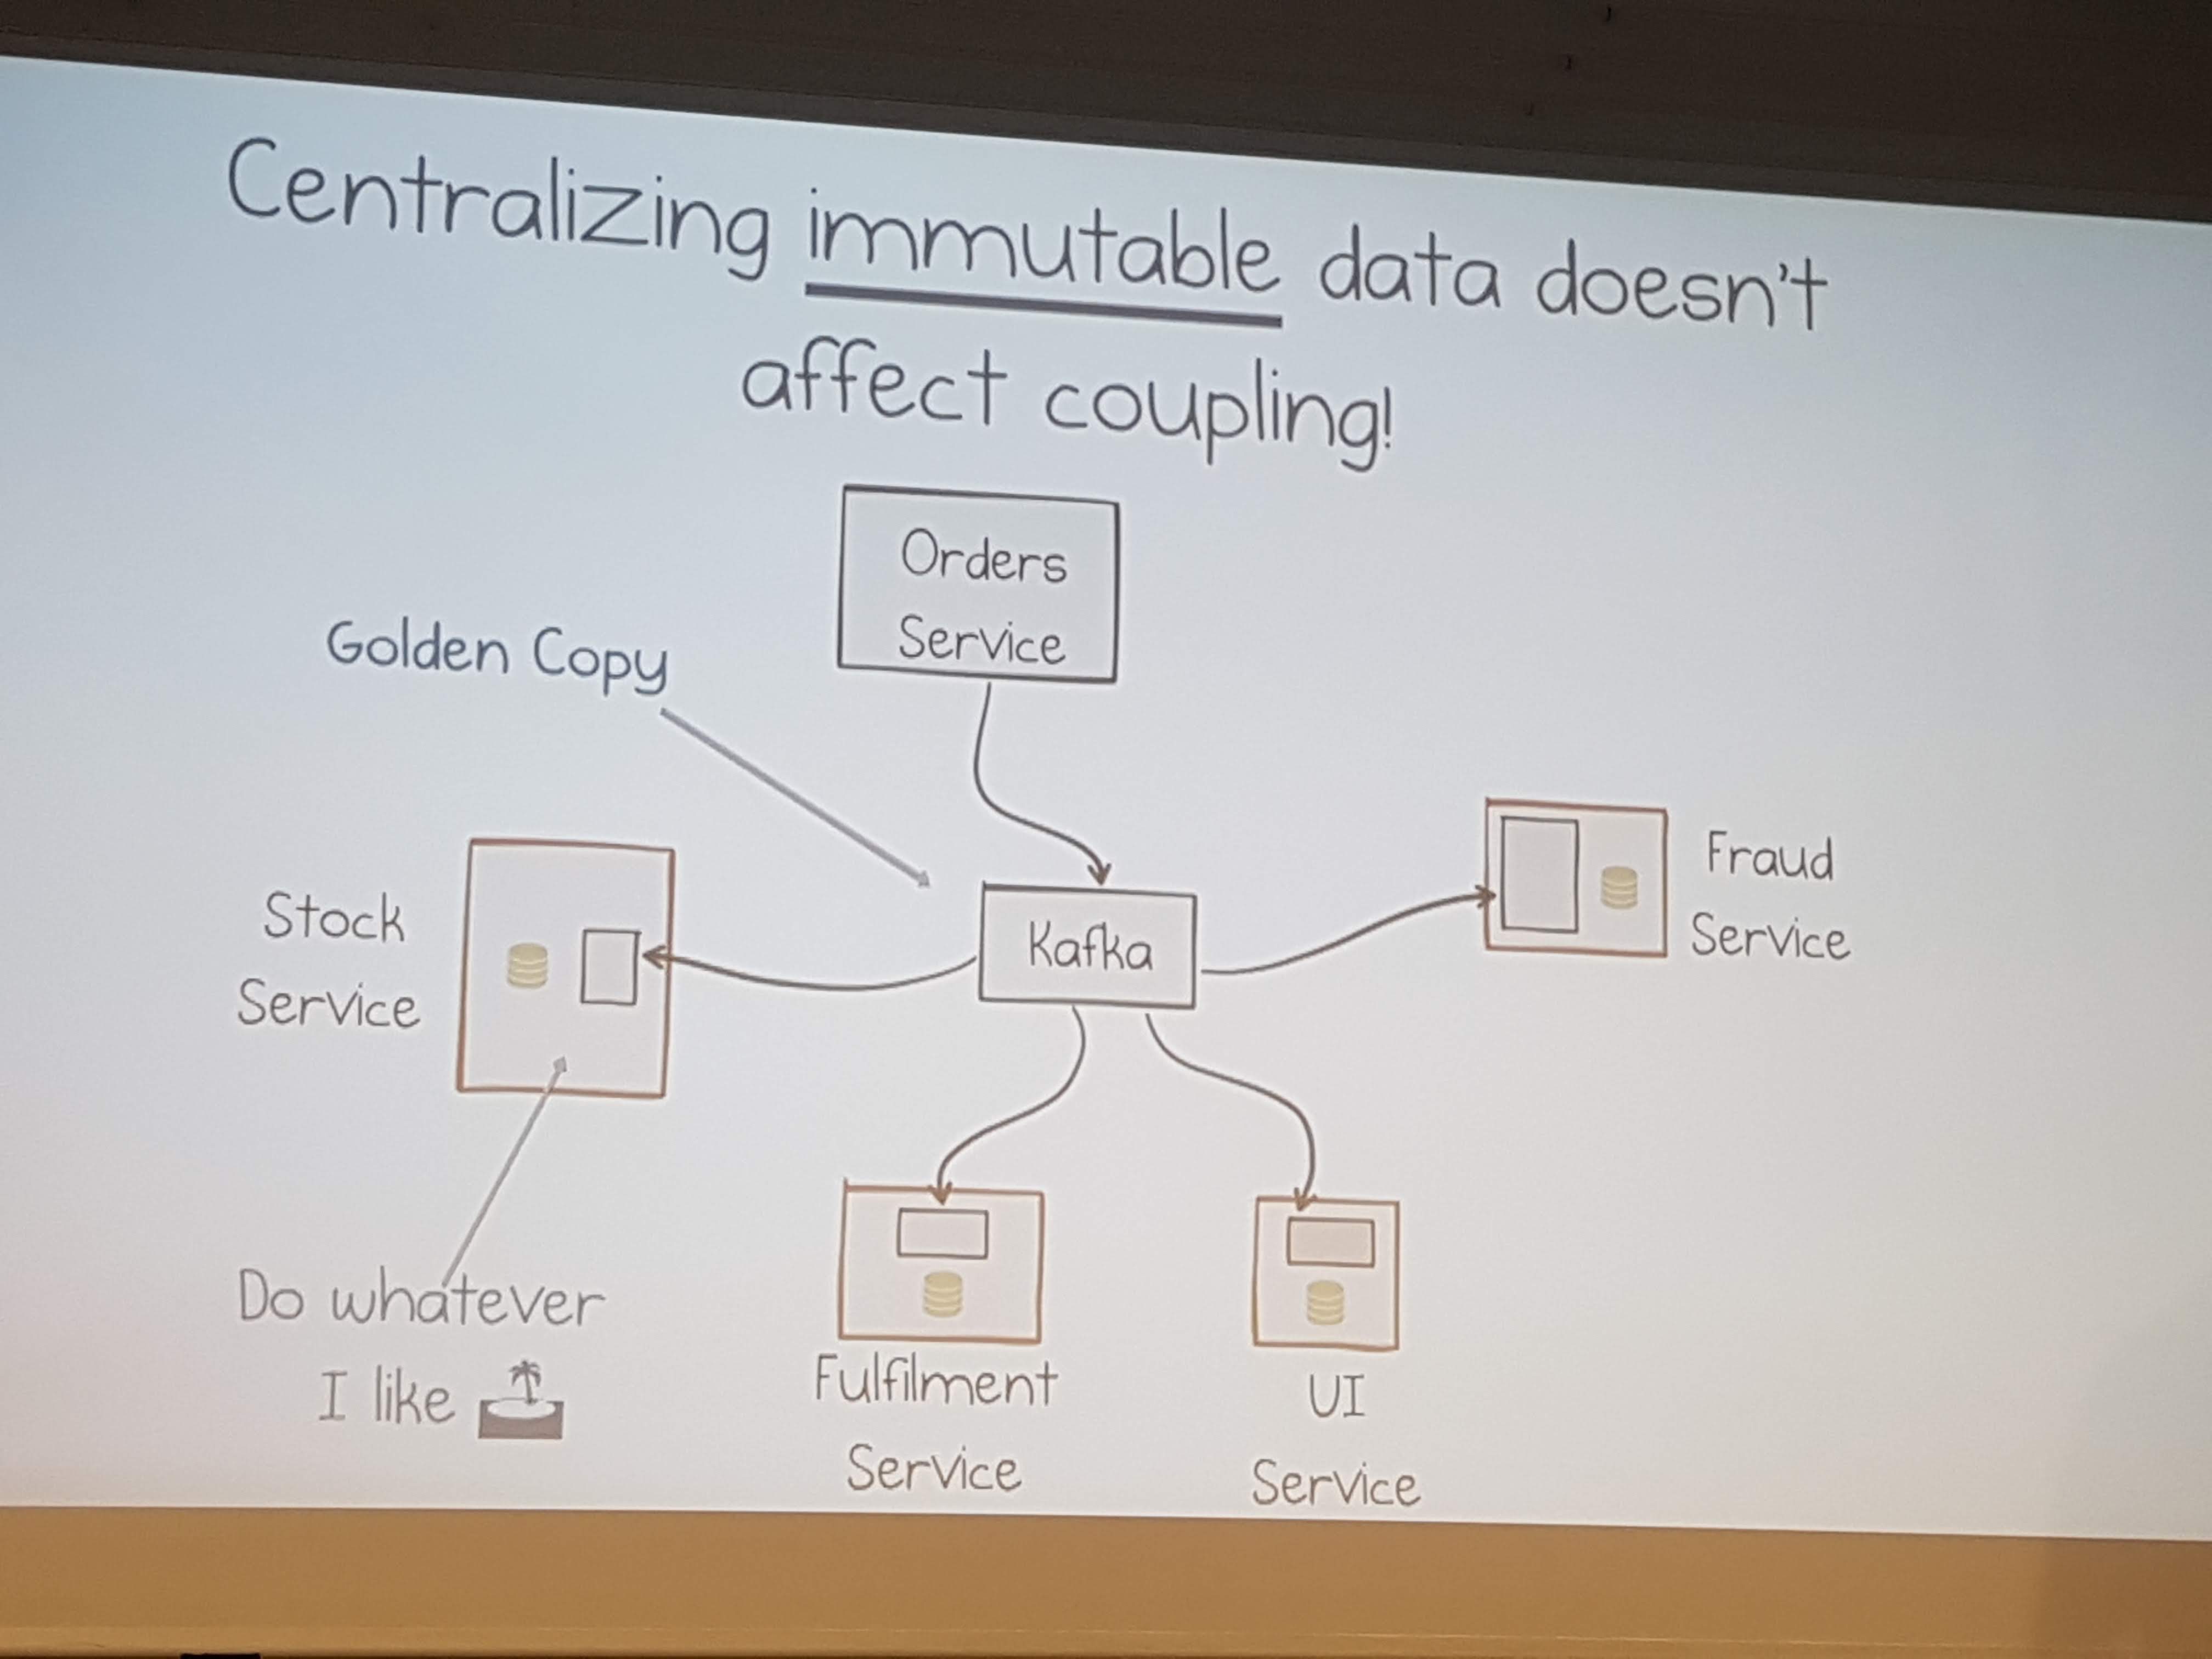 Centralizing immutable data doesn't
affect coupling!
Orders
Service
Golden Copy
Kafka
Stock
Service
Fraud
Service
Do whatever
I like
Fulfilment
Service
UI
Service